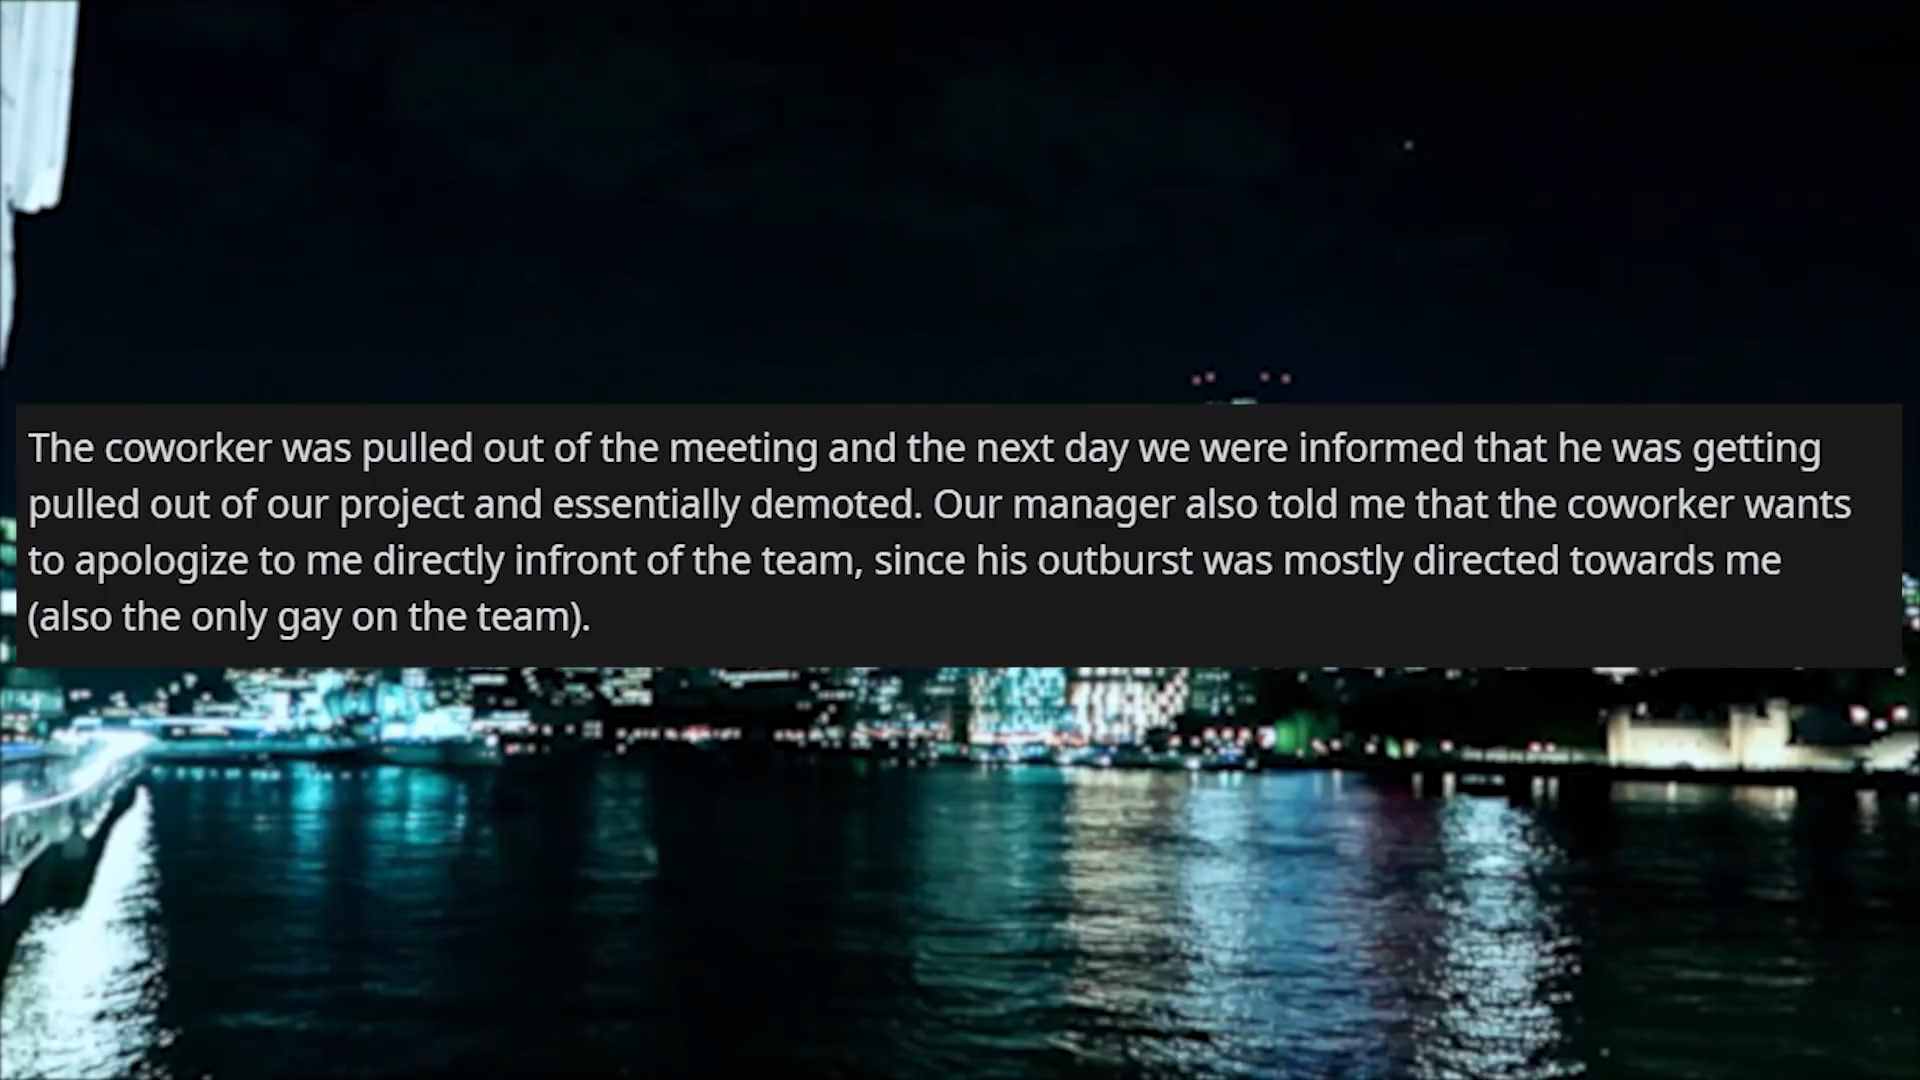 The coworker was pulled out of the meeting and the next day we were informed that he was getting
pulled out of our project and essentially demoted. Our manager also told me that the coworker wants
to apologize to me directly infront of the team, since his outburst was mostly directed towards me
(also the only gay on the team).